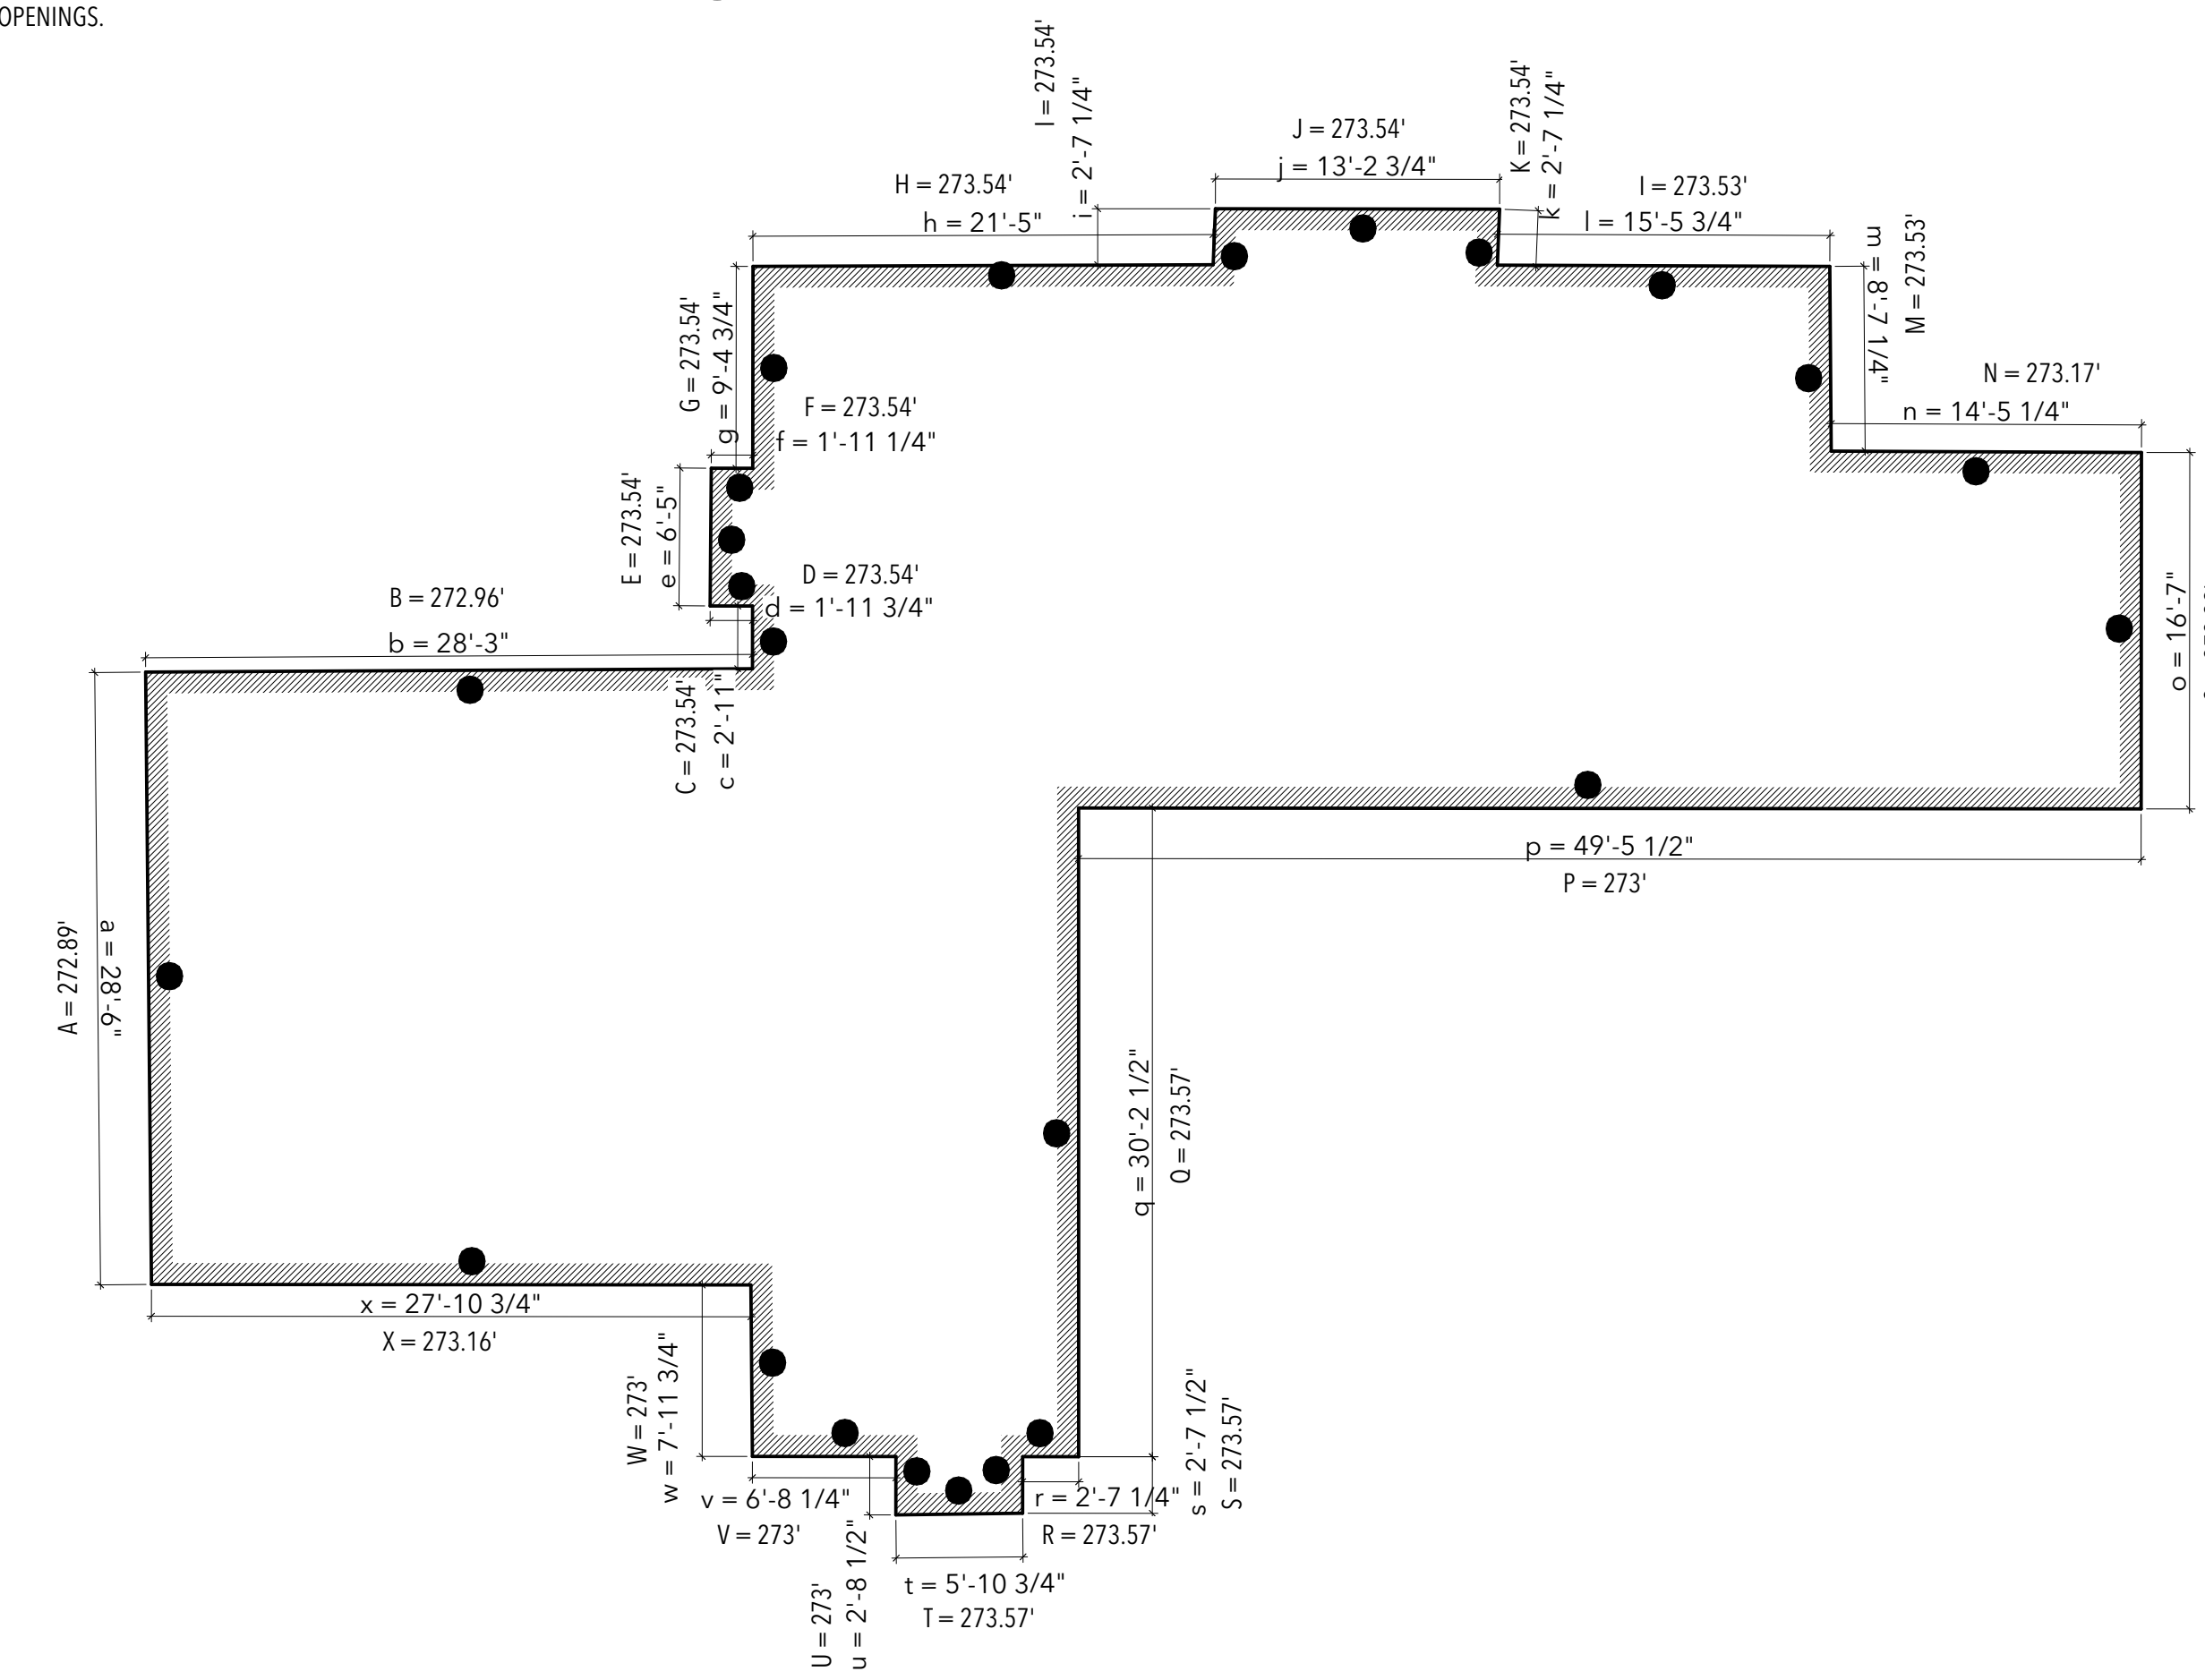 OPENINGS.
I = 273.54'
i = 2'-7 1/4"
J = 273.54'
j = 13'-2 3/4"
K = 273.54'
k = 2'-7 1/4"
H = 273.54'
h = 21'-5"
I = 273.53'
l = 15'-5 3/4"
m = 8'-7 1/4"
M = 273.53'
G = 273.54'
g = 9'-4 3/4"
N = 273.17'
n = 14'-5 1/4"
F = 273.54'
f = 1'-11 1/4"
E = 273.54'
e = 6'-5"
D = 273.54'
d = 1'-11 3/4"
B = 272.96'
b = 28'-3"
o = 16'-7"
C = 273.54'
c = 2'-11"
p = 49'-5 1/2"
P = 273'
A = 272.89'
a = 28'-6"
q = 30'-2 1/2"
Q = 273.57'
x = 27'-10 3/4"
X = 273.16'
W = 273'
w = 7'-11 3/4"
s = 2'-7 1/2"
S = 273.57'
v = 6'-8 1/4"
V = 273'
r = 2'-7 1/4"
R = 273.57'
U = 273'
u = 2'-8 1/2"
t = 5'-10 3/4"
T = 273.57'